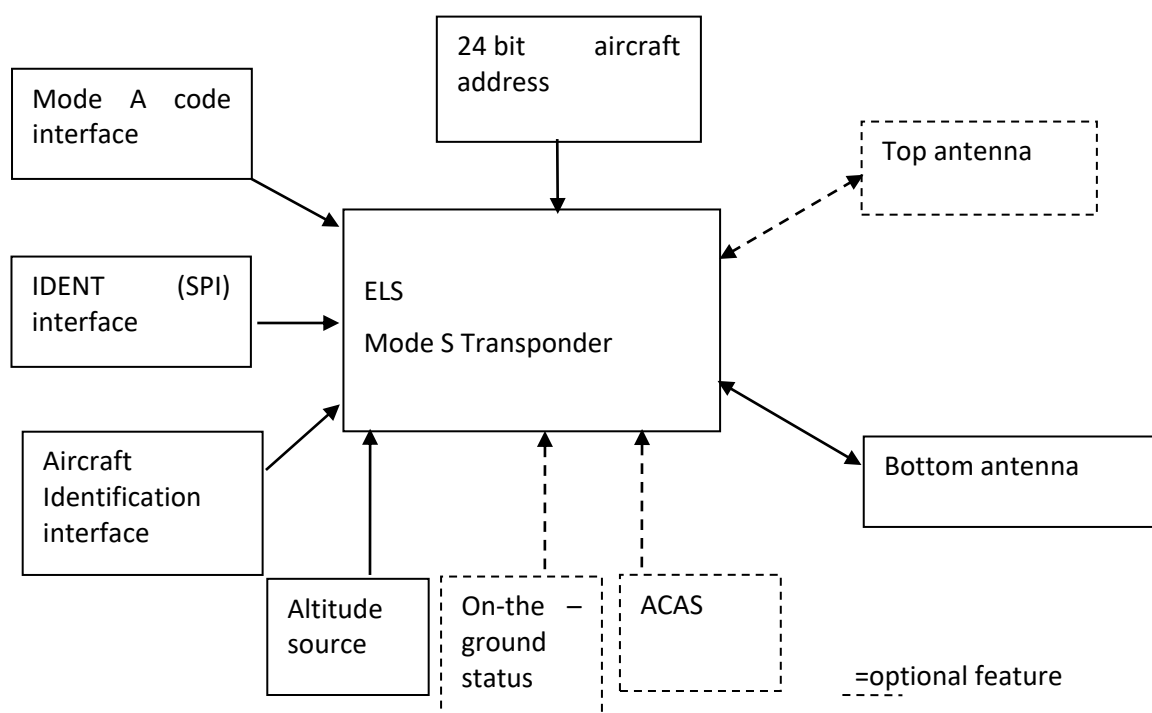 24 bit aircraft
address
Mode A code
interface
Top antenna
IDENT (SPI)
interface
ELS
Mode S Transponder
Aircraft
Identification
interface
Bottom antenna
Altitude
source
On-the –
ground
status
ACAS
=optional feature